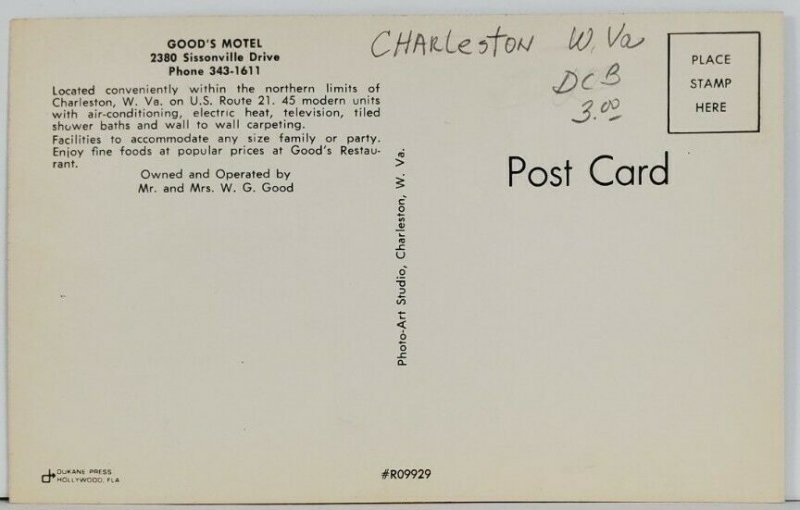 GOOD'S MOTEL
2380 Sissonville Drive
Phone 343-1611
Located conveniently within the northern limits of
Charleston, W. Va. on U.S. Route 21. 45 modern units
with air-conditioning, electric heat, television, tiled
shower baths and wall to wall carpeting.
Facilities to accommodate any size family or party.
Enjoy fine foods at popular prices at Good's Restau-
rant.
Owned and Operated by
Mr. and Mrs. W. G. Good
CHARLESTON W. Va
DCB
3.00
PLACE
STAMP
HERE
Post Card
Photo-Art Studio, Charleston, W. Va.
DUKANE PRESS
HOLLYWOOD, FLA
#R09929